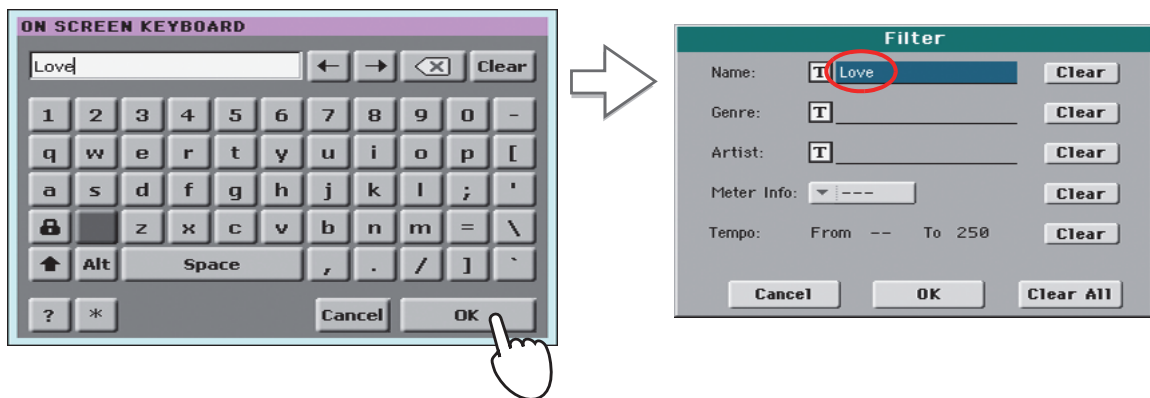 ON SCREEN KEYBOARD
Love
← → ⌫ Clear
1 2 3 4 5 6 7 8 9 0 -
q w e r t y u i o p [
a s d f g h j k l ; '
z x c v b n m = \
Alt Space , . / ] `
? * Cancel OK
Filter
Name: T Love Clear
Genre: T Clear
Artist: T Clear
Meter Info: --- Clear
Tempo: From -- To 250 Clear
Cancel OK Clear All